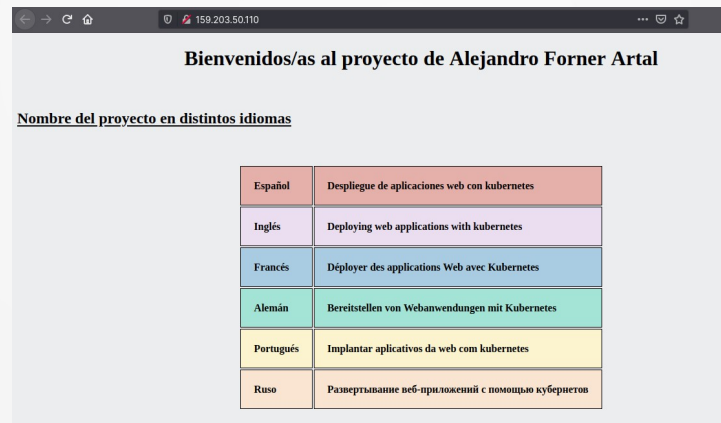 159.203.50.110
Bienvenidos/as al proyecto de Alejandro Forner Artal
Nombre del proyecto en distintos idiomas
Español Despliegue de aplicaciones web con kubernetes
Inglés Deploying web applications with kubernetes
Francés Déployer des applications Web avec Kubernetes
Alemán Bereitstellen von Webanwendungen mit Kubernetes
Portugués Implantar aplicativos da web com kubernetes
Ruso Развертывание веб-приложений с помощью кубернетов